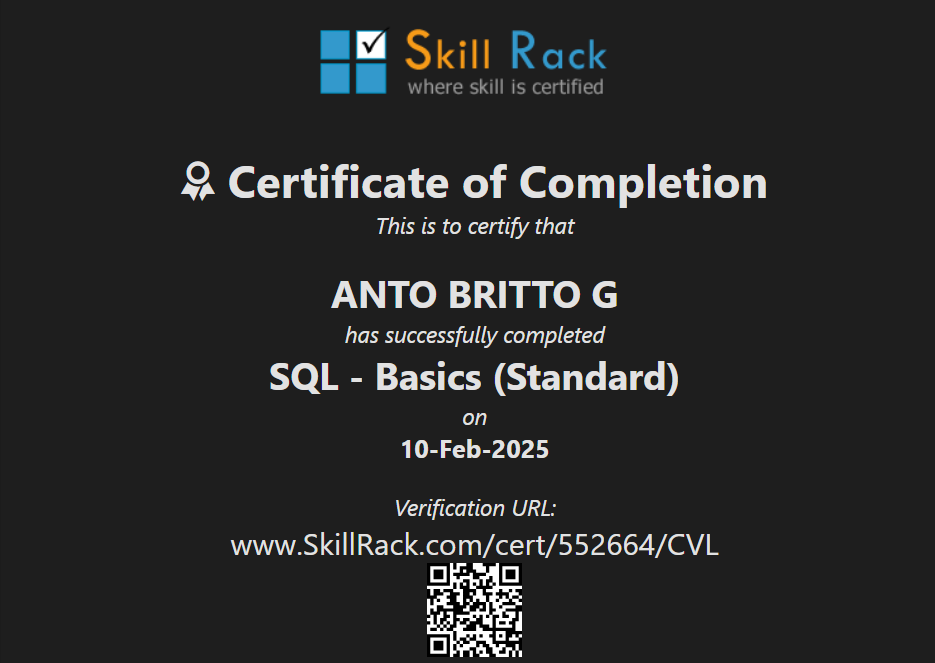 Skill Rack
where skill is certified
Certificate of Completion
This is to certify that
ANTO BRITTO G
has successfully completed
SQL - Basics (Standard)
on
10-Feb-2025
Verification URL:
www.SkillRack.com/cert/552664/CVL